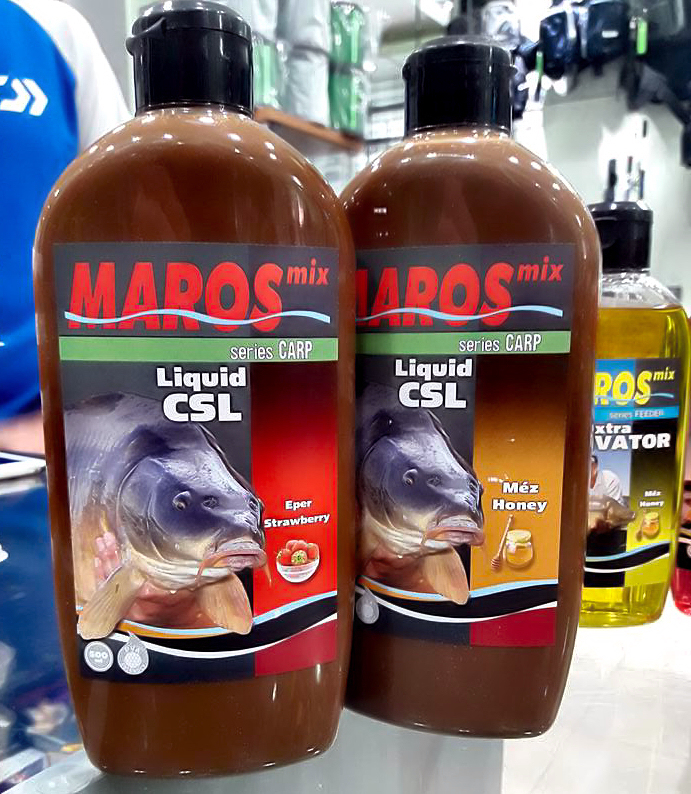 MAROS mix
series CARP
Liquid
CSL
Eper
Strawberry
500
MAROS mix
series CARP
Liquid
CSL
Méz
Honey
ROS mix
series FEEDER
xtra
VATOR
Méz
Honey